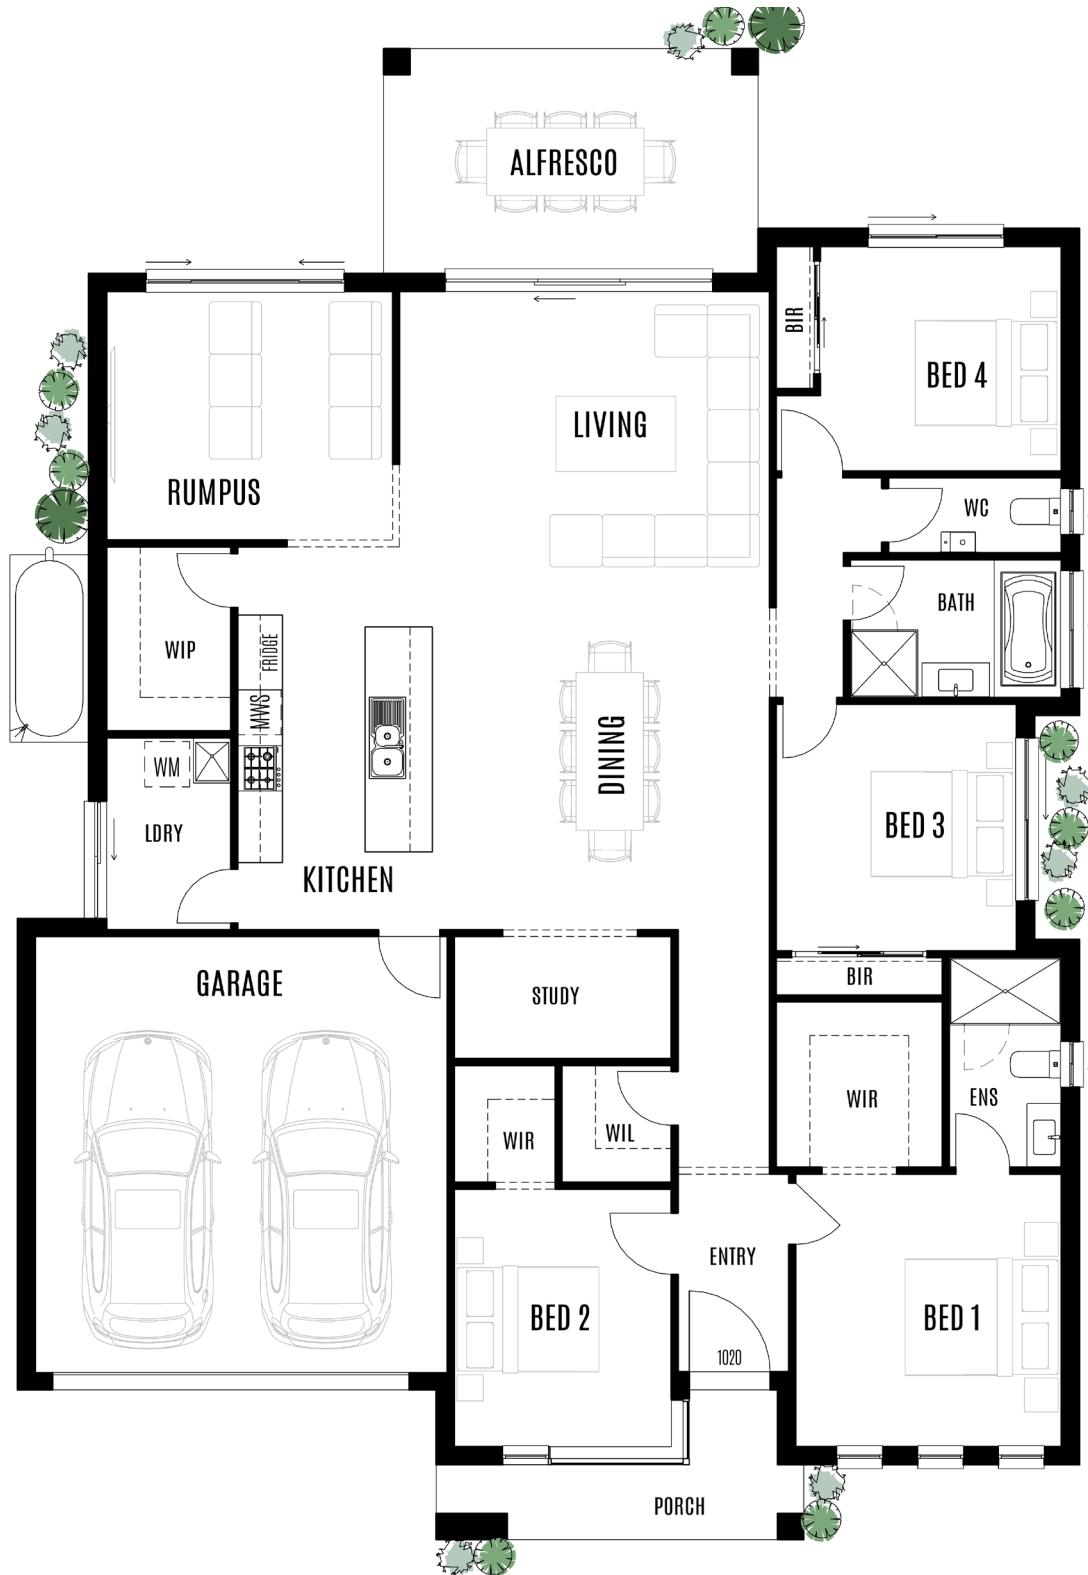 ALFRESCO
BIR
BED 4
LIVING
RUMPUS
WC
BATH
WIP
FRIDGE
MWS
DINING
WM
LDRY
BED 3
KITCHEN
BIR
GARAGE
STUDY
WIR
ENS
WIR
WIL
ENTRY
BED 2
BED 1
1020
PORCH